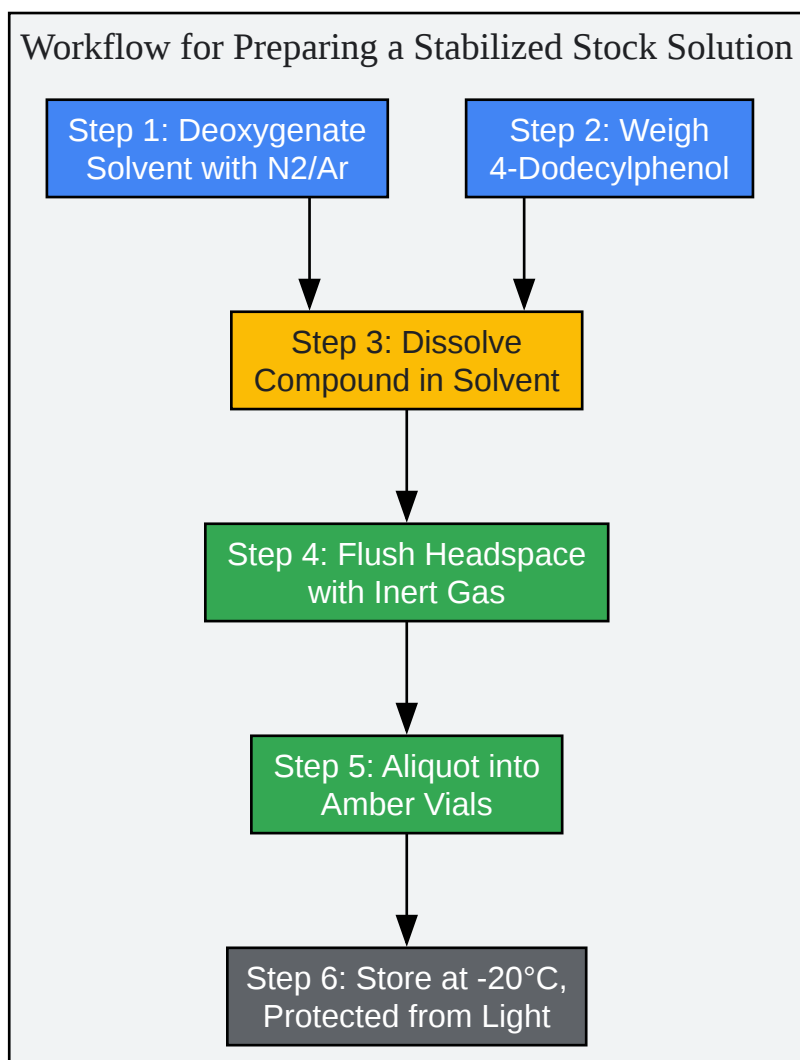 Workflow for Preparing a Stabilized Stock Solution
Step 1: Deoxygenate
Solvent with N2/Ar
Step 2: Weigh
4-Dodecylphenol
Step 3: Dissolve
Compound in Solvent
Step 4: Flush Headspace
with Inert Gas
Step 5: Aliquot into
Amber Vials
Step 6: Store at -20°C,
Protected from Light